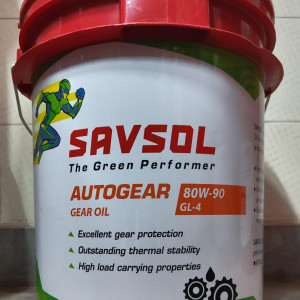 SAVSOL
The Green Performer
AUTOGEAR 80W-90
GEAR OIL GL-4
Excellent gear protection
Outstanding thermal stability
High load carrying properties